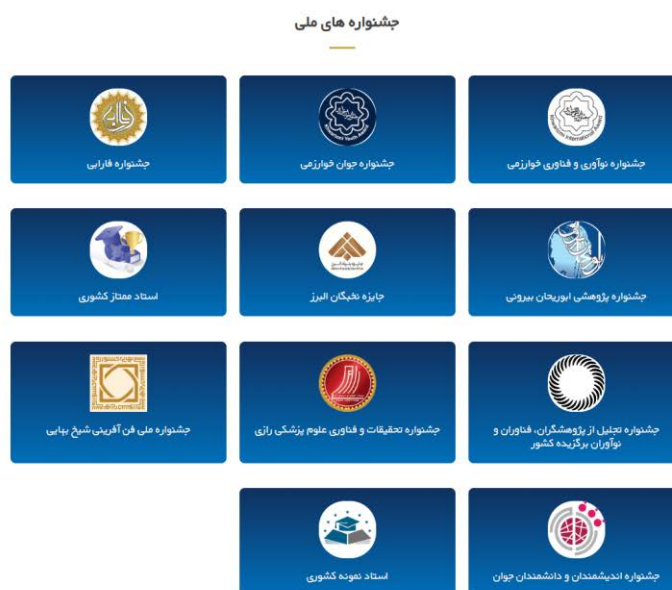 جشنواره های ملی
جشنواره نوآوری و فناوری خوارزمی
جشنواره جوان خوارزمی
جشنواره فارابی
جشنواره پژوهشی ابوریحان بیرونی
جایزه نخبگان البرز
استاد ممتاز کشوری
جشنواره تجلیل از پژوهشگران، فناوران و
نوآوران برگزیده کشور
جشنواره تحقیقات و فناوری علوم پزشکی رازی
جشنواره ملی فن آفرینی شیخ بهایی
جشنواره اندیشمندان و دانشمندان جوان
استاد نمونه کشوری